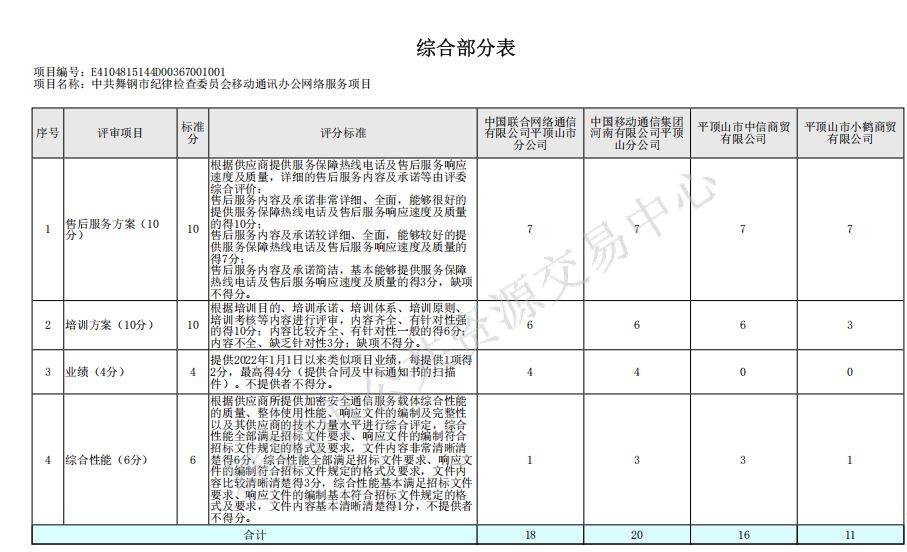 综合部分表
项目编号：E4104815144D00367001001
项目名称：中共舞钢市纪律检查委员会移动通讯办公网络服务项目
序号
评审项目
标准
分
评分标准
中国联合网络通信
有限公司平顶山市
分公司
中国移动通信集团
河南有限公司平顶
山分公司
平顶山市中信商贸
有限公司
平顶山市小鹤商贸
有限公司
1
售后服务方案（10
分）
10
根据供应商提供服务保障热线电话及售后服务响应
速度及质量，详细的售后服务内容及承诺等由评委
综合评价；
售后服务内容及承诺非常详细、全面，能够很好的
提供服务保障热线电话及售后服务响应速度及质量
的得10分；
售后服务内容及承诺较详细、全面，能够较好的提
供服务保障热线电话及售后服务响应速度及质量的
得7分；
售后服务内容及承诺简洁，基本能够提供服务保障
热线电话及售后服务响应速度及质量的得3分，缺项
不得分。
7
7
7
7
2
培训方案（10分）
10
根据培训目的、培训承诺、培训体系、培训原则、
培训考核等内容进行评审，内容齐全、有针对性强
的得10分；内容比较齐全、有针对性一般的得6分；
内容不全、缺乏针对性3分；缺项不得分。
6
6
6
3
3
业绩（4分）
4
提供2022年1月1日以来类似项目业绩，每提供1项得
2分，最高得4分（提供合同及中标通知书的扫描
件）。不提供者不得分。
4
4
0
0
4
综合性能（6分）
6
根据供应商所提供加密安全通信服务载体综合性能
的质量、整体使用性能、响应文件的编制及完整性
以及其供应商的技术力量水平进行综合评定，综合
性能全部满足招标文件要求、响应文件的编制符合
招标文件规定的格式及要求，文件内容非常清晰清
楚得6分，综合性能全部满足招标文件要求、响应文
件的编制符合招标文件规定的格式及要求，文件内
容比较清晰清楚得3分，综合性能基本满足招标文件
要求、响应文件的编制基本符合招标文件规定的格
式及要求，文件内容基本清晰清楚得1分，不提供者
不得分。
1
3
3
1
合计
18
20
16
11
公共资源交易中心